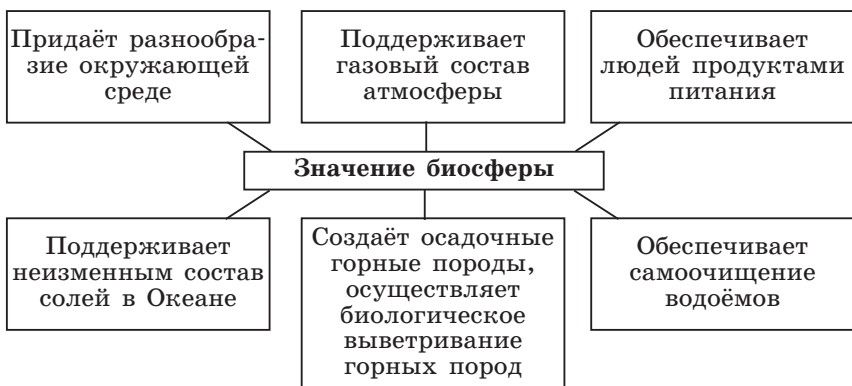 Придаёт разнообра-
зие окружающей
среде
Поддерживает
газовый состав
атмосферы
Обеспечивает
людей продуктами
питания
Значение биосферы
Поддерживает
неизменным состав
солей в Океане
Создаёт осадочные
горные породы,
осуществляет
биологическое
выветривание
горных пород
Обеспечивает
самоочищение
водоёмов